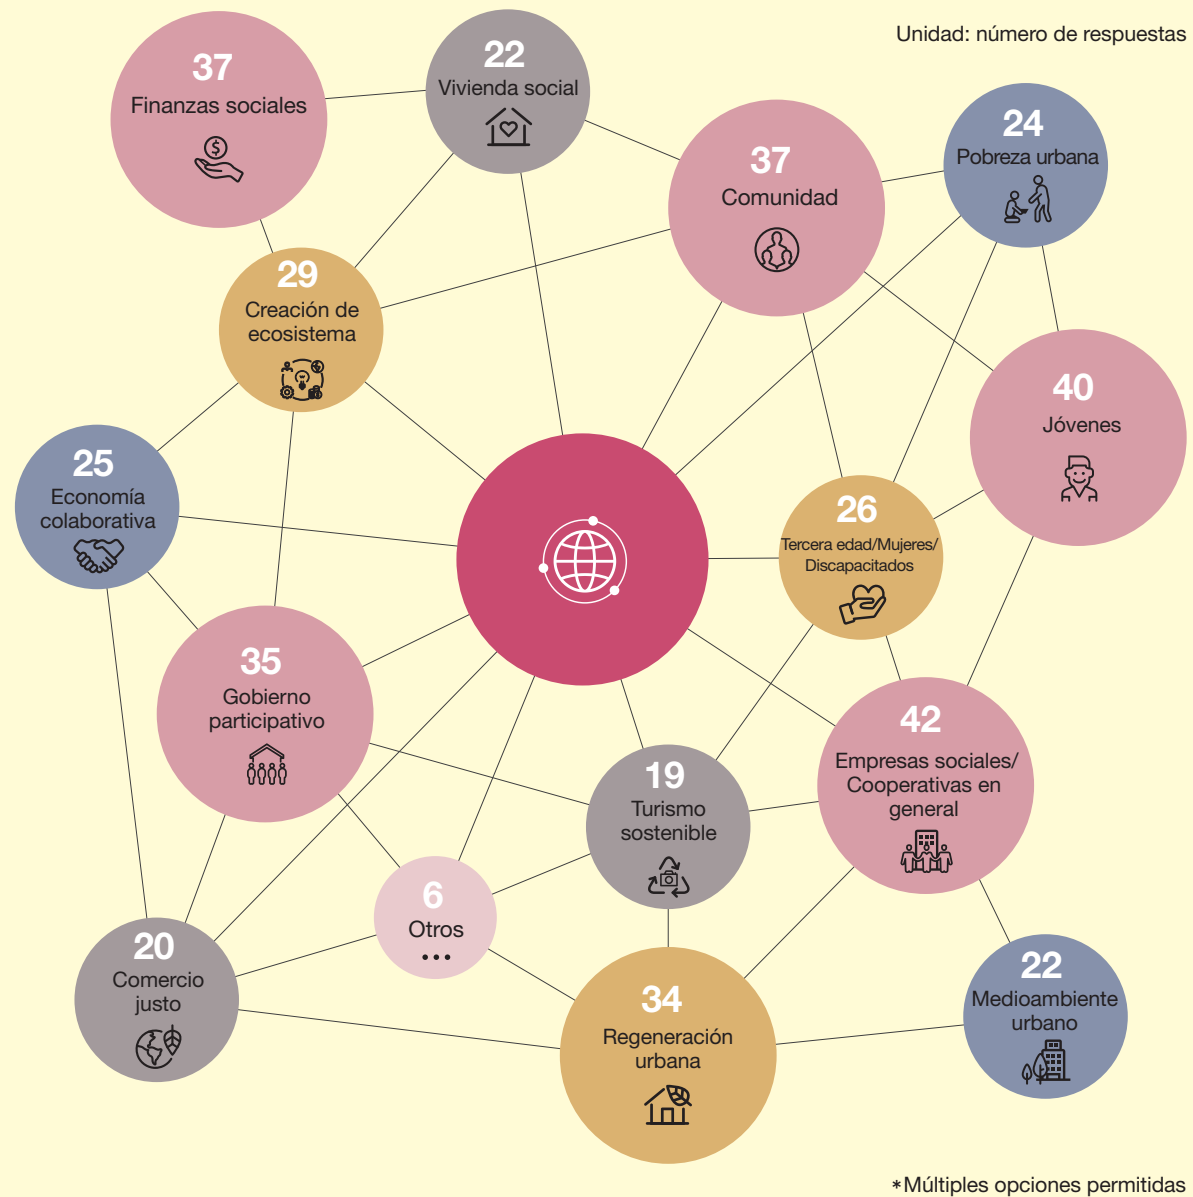 Unidad: número de respuestas
37
Finanzas sociales
22
Vivienda social
37
Comunidad
24
Pobreza urbana
29
Creación de
ecosistema
40
Jóvenes
25
Economía
colaborativa
26
Tercera edad/Mujeres/
Discapacitados
35
Gobierno
participativo
42
Empresas sociales/
Cooperativas en
general
19
Turismo
sostenible
6
Otros
20
Comercio
justo
34
Regeneración
urbana
22
Medioambiente
urbano
*Múltiples opciones permitidas